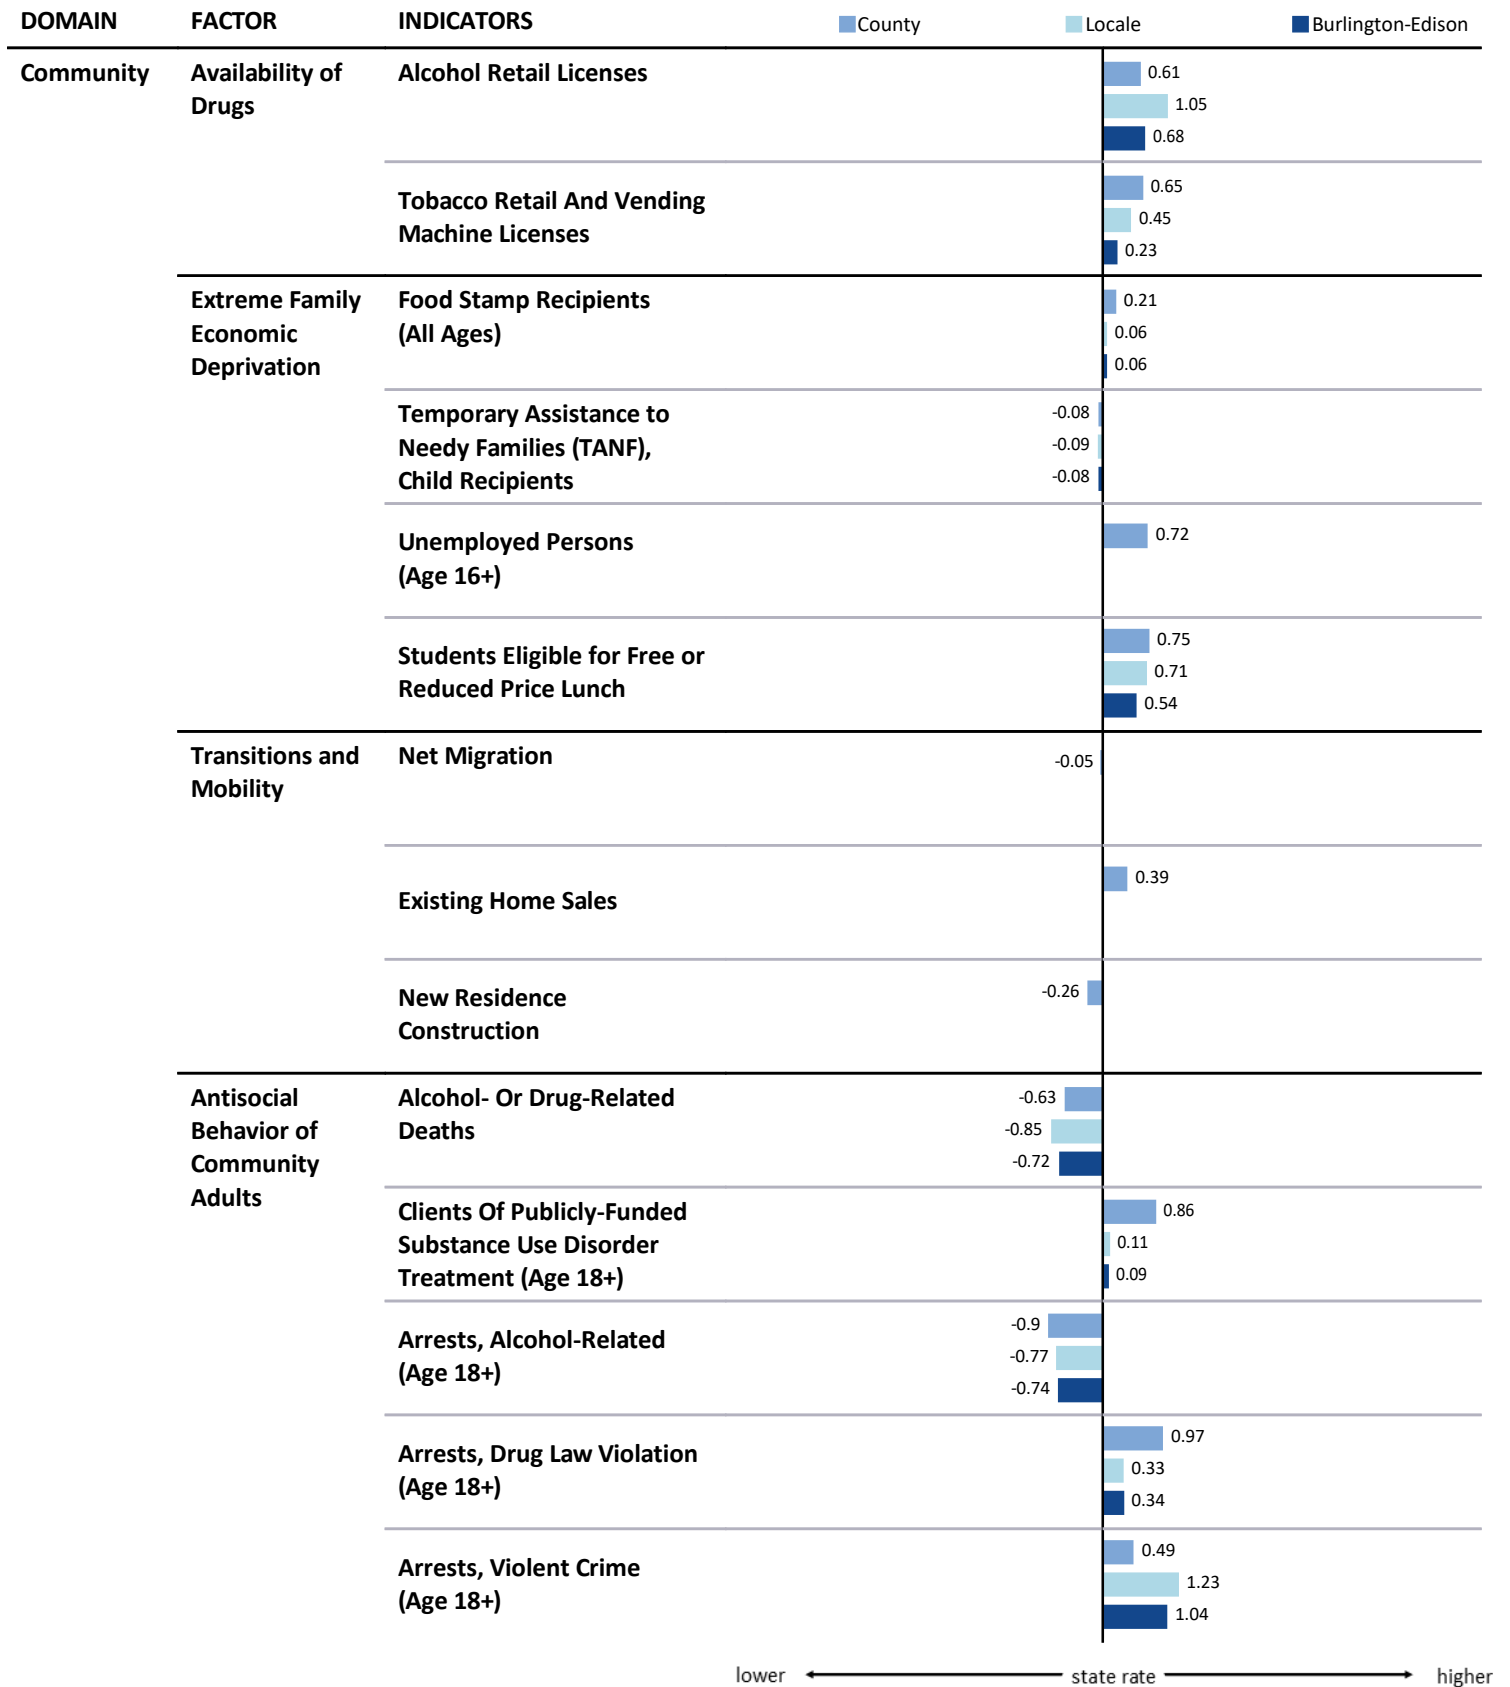 DOMAIN FACTOR INDICATORS County Locale Burlington-Edison
Community Availability of Alcohol Retail Licenses 0.61
Drugs 1.05
0.68
Tobacco Retail And Vending 0.65
Machine Licenses 0.45
0.23
Extreme Family Food Stamp Recipients 0.21
Economic (All Ages) 0.06
Deprivation 0.06
Temporary Assistance to -0.08
Needy Families (TANF), -0.09
Child Recipients -0.08
Unemployed Persons 0.72
(Age 16+)
Students Eligible for Free or 0.75
Reduced Price Lunch 0.71
0.54
Transitions and Net Migration -0.05
Mobility
Existing Home Sales 0.39
New Residence -0.26
Construction
Antisocial Alcohol- Or Drug-Related -0.63
Behavior of Deaths -0.85
Community -0.72
Adults Clients Of Publicly-Funded 0.86
Substance Use Disorder 0.11
Treatment (Age 18+) 0.09
Arrests, Alcohol-Related -0.9
(Age 18+) -0.77
-0.74
Arrests, Drug Law Violation 0.97
(Age 18+) 0.33
0.34
Arrests, Violent Crime 0.49
(Age 18+) 1.23
1.04
lower state rate higher